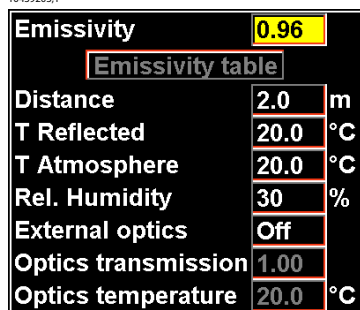 Emissivity 0.96
Emissivity table
Distance 2.0 m
T Reflected 20.0 °C
T Atmosphere 20.0 °C
Rel. Humidity 30 %
External optics Off
Optics transmission 1.00
Optics temperature 20.0 °C